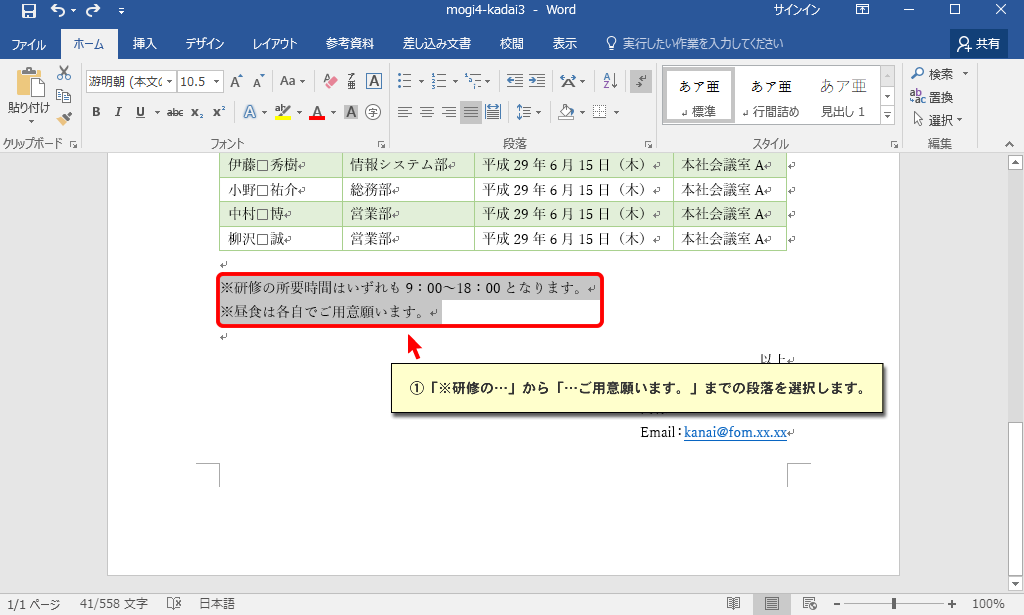 mogi4-kadai3 - Word
サインイン
ファイル ホーム 挿入 デザイン レイアウト 参考資料 差し込み文書 校閲 表示 実行したい作業を入力してください 共有
貼り付け
游明朝 (本文(
10.5
Aa
B I U abc x₂ x²
標準
行間詰め
見出し 1
あア亜 あア亜 あア亜
検索
置換
選択
クリップボード フォント 段落 スタイル 編集
伊藤□秀樹 情報システム部 平成 29 年 6 月 15 日（木） 本社会議室 A
小野□祐介 総務部 平成 29 年 6 月 15 日（木） 本社会議室 A
中村□博 営業部 平成 29 年 6 月 15 日（木） 本社会議室 A
柳沢□誠 営業部 平成 29 年 6 月 15 日（木） 本社会議室 A
※研修の所要時間はいずれも 9：00～18：00 となります。
※昼食は各自でご用意願います。
以上
①「※研修の…」から「…ご用意願います。」までの段落を選択します。
Email：kanai@fom.xx.xx
1/1 ページ 41/558 文字 日本語 100%